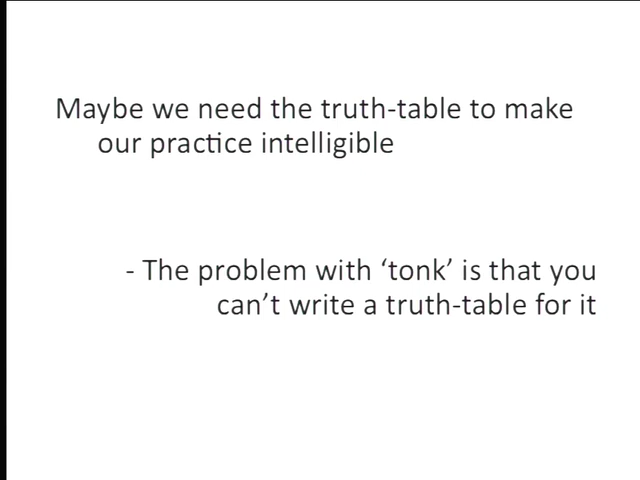 Maybe we need the truth-table to make
our practice intelligible
- The problem with ‘tonk’ is that you
can’t write a truth-table for it